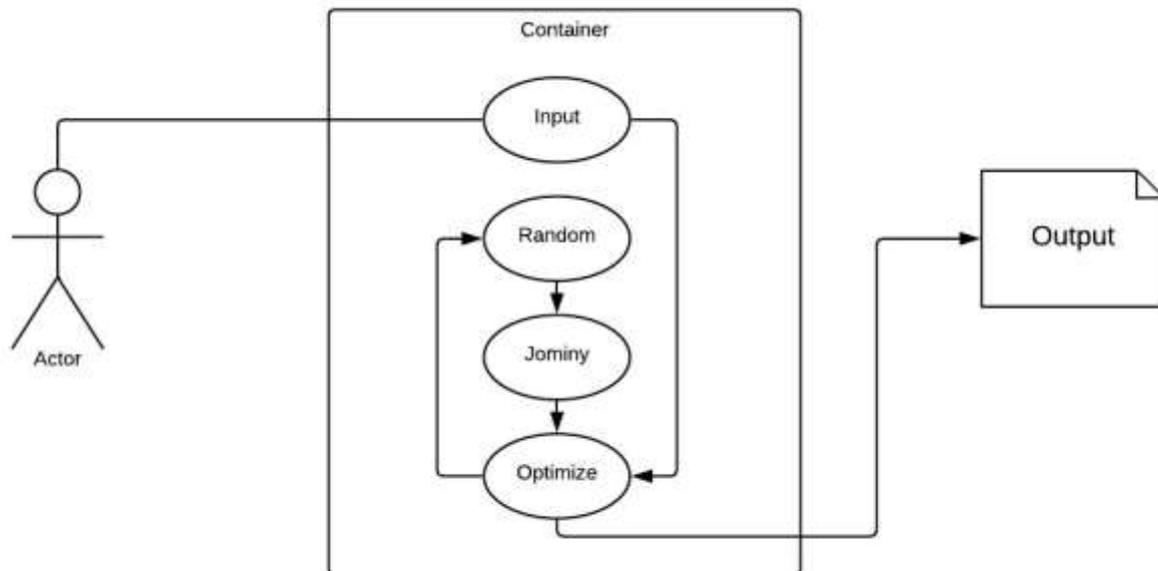 Container
Input
Random
Output
Jominy
Actor
Optimize